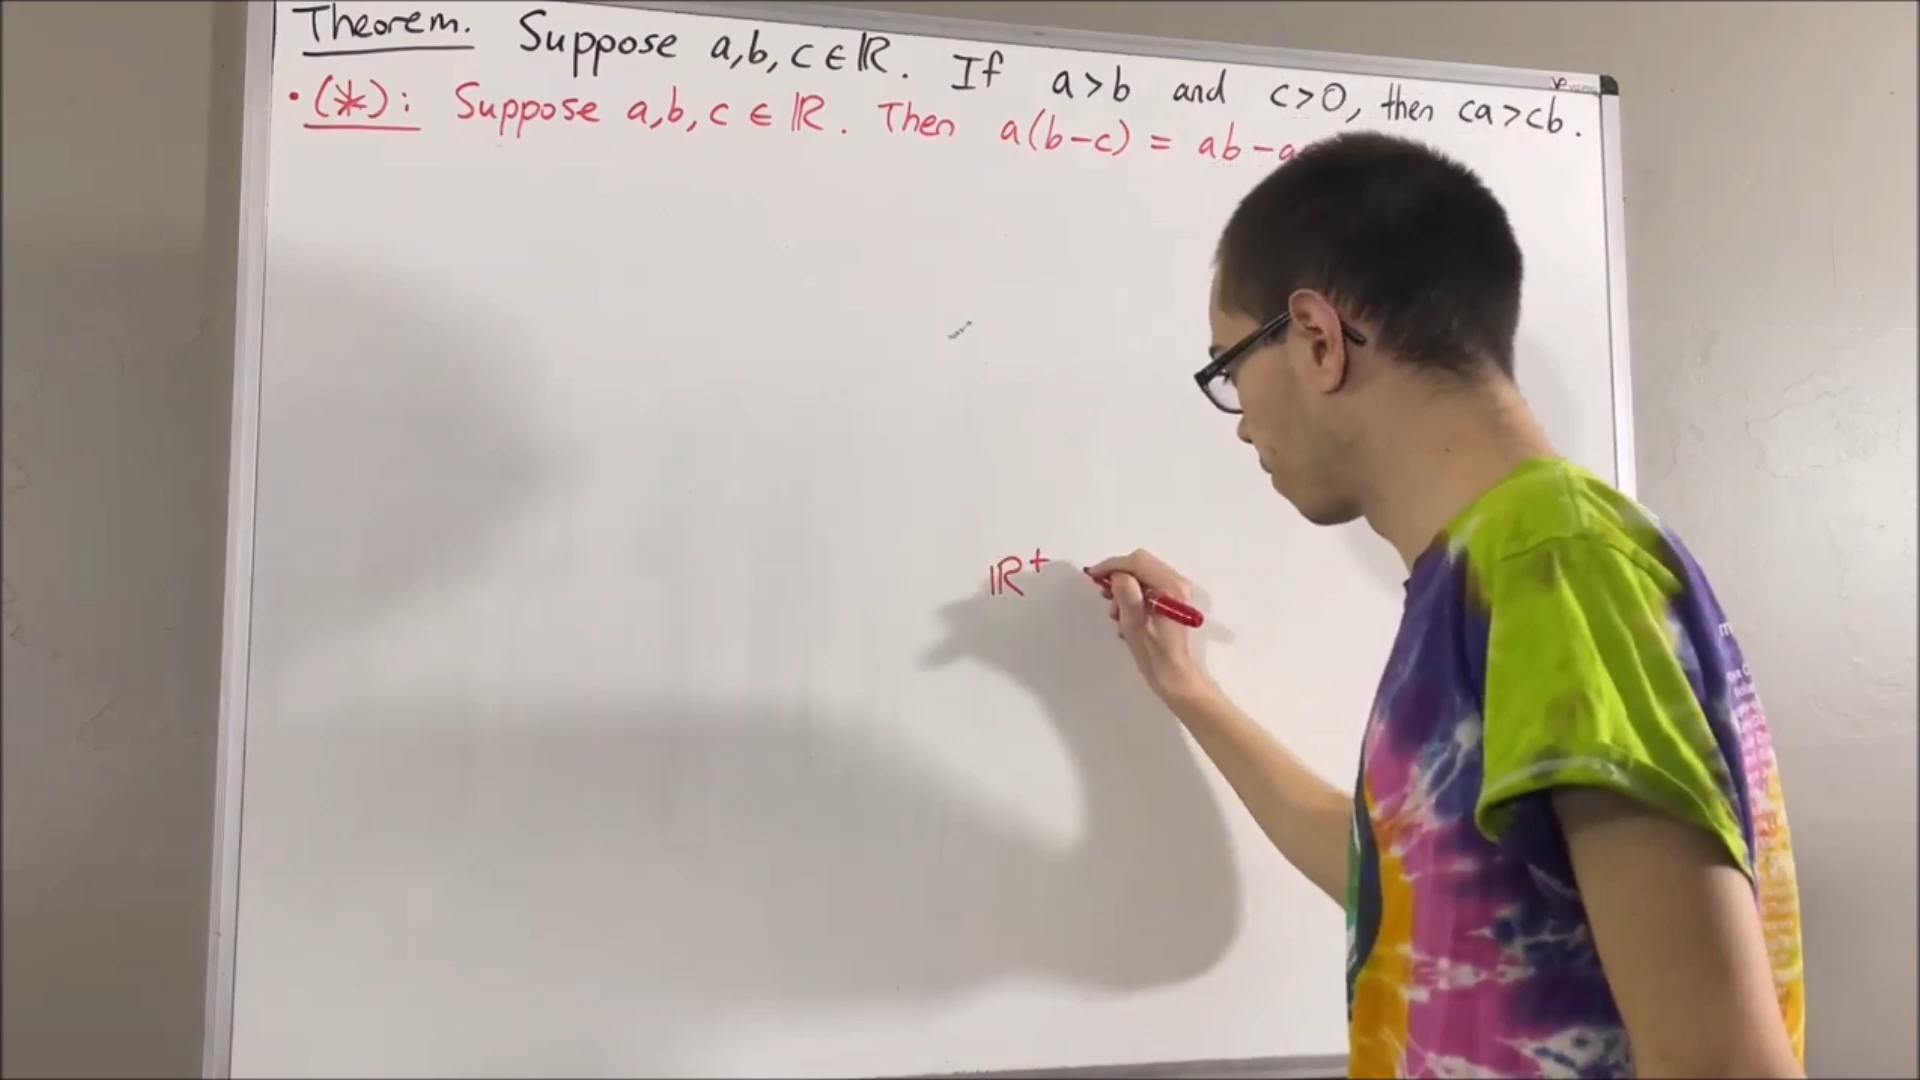 Theorem. Suppose a,b,c∈ℝ. If a>b and c>0, then ca>cb.
• (*): Suppose a,b,c ∈ ℝ. Then a(b-c) = ab-a
ℝ⁺